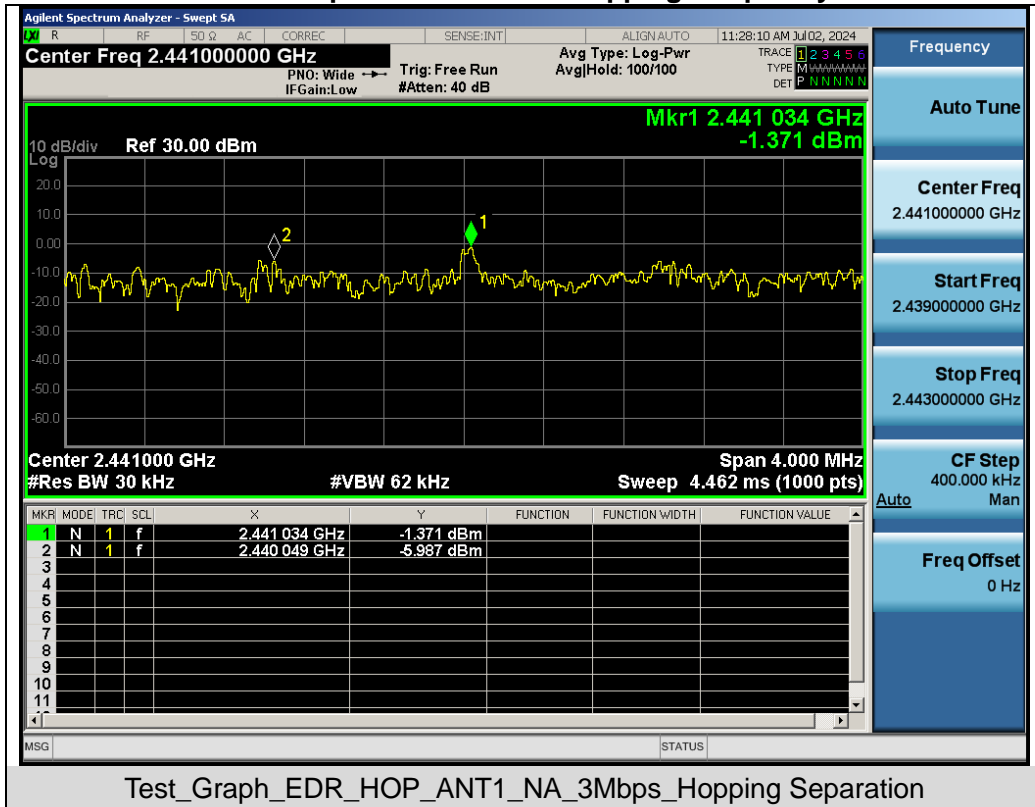 Agilent Spectrum Analyzer - Swept SA
LXI R RF 50 Ω AC CORREC SENSE:INT ALIGN AUTO 11:28:10 AM Jul 02, 2024
Center Freq 2.441000000 GHz
PNO: Wide
IFGain:Low
Trig: Free Run
#Atten: 40 dB
Avg Type: Log-Pwr
Avg|Hold: 100/100
TRACE 1 2 3 4 5 6
TYPE M
DET P N N N N N
Mkr1 2.441 034 GHz
-1.371 dBm
10 dB/div Ref 30.00 dBm
Log
20.0
10.0
0.00
-10.0
-20.0
-30.0
-40.0
-50.0
-60.0
2
1
Center 2.441000 GHz Span 4.000 MHz
#Res BW 30 kHz #VBW 62 kHz Sweep 4.462 ms (1000 pts)
MKR MODE TRC SCL X Y FUNCTION FUNCTION WIDTH FUNCTION VALUE
1 N 1 f 2.441 034 GHz -1.371 dBm
2 N 1 f 2.440 049 GHz -5.987 dBm
3
4
5
6
7
8
9
10
11
MSG STATUS
Frequency
Auto Tune
Center Freq
2.441000000 GHz
Start Freq
2.439000000 GHz
Stop Freq
2.443000000 GHz
CF Step
400.000 kHz
Auto Man
Freq Offset
0 Hz
Test_Graph_EDR_HOP_ANT1_NA_3Mbps_Hopping Separation